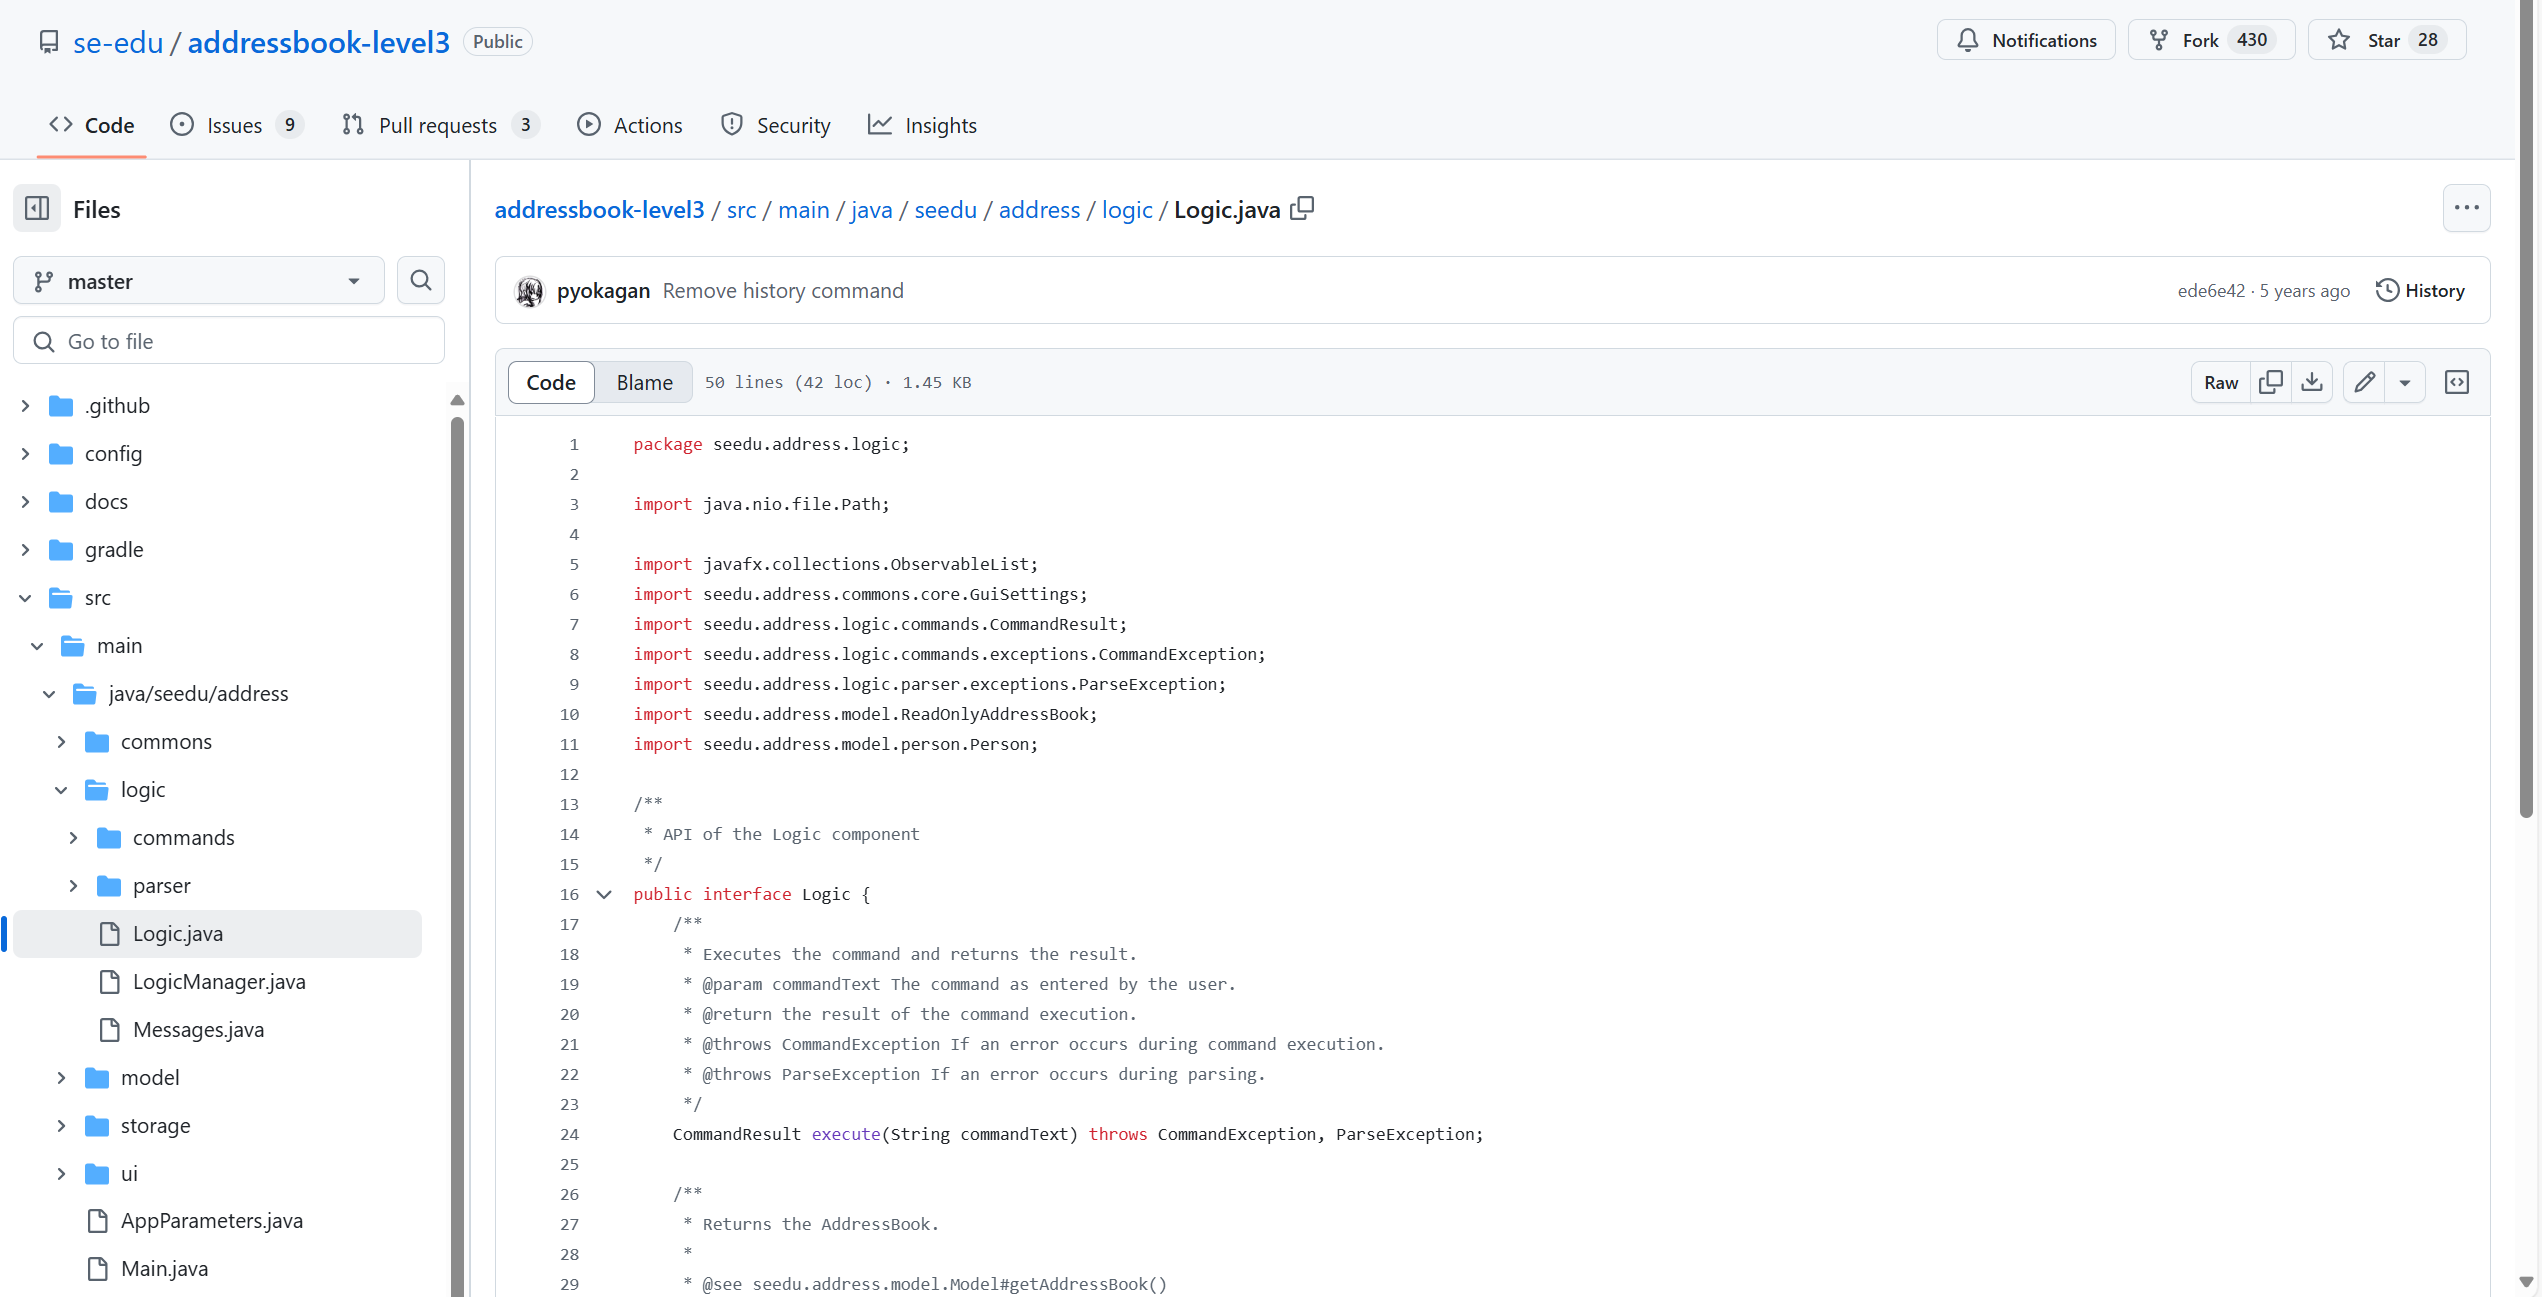 se-edu / addressbook-level3 Public
Notifications
Fork 430
Star 28
Code
Issues 9
Pull requests 3
Actions
Security
Insights
Files
master
Go to file
.github
config
docs
gradle
src
main
java/seedu/address
commons
logic
commands
parser
Logic.java
LogicManager.java
Messages.java
model
storage
ui
AppParameters.java
Main.java
addressbook-level3 / src / main / java / seedu / address / logic / Logic.java
pyokagan Remove history command
ede6e42 · 5 years ago
History
Code
Blame
50 lines (42 loc) · 1.45 KB
Raw
1 package seedu.address.logic;
2
3 import java.nio.file.Path;
4
5 import javafx.collections.ObservableList;
6 import seedu.address.commons.core.GuiSettings;
7 import seedu.address.logic.commands.CommandResult;
8 import seedu.address.logic.commands.exceptions.CommandException;
9 import seedu.address.logic.parser.exceptions.ParseException;
10 import seedu.address.model.ReadOnlyAddressBook;
11 import seedu.address.model.person.Person;
12
13 /**
14 * API of the Logic component
15 */
16 public interface Logic {
17 /**
18 * Executes the command and returns the result.
19 * @param commandText The command as entered by the user.
20 * @return the result of the command execution.
21 * @throws CommandException If an error occurs during command execution.
22 * @throws ParseException If an error occurs during parsing.
23 */
24 CommandResult execute(String commandText) throws CommandException, ParseException;
25
26 /**
27 * Returns the AddressBook.
28 *
29 * @see seedu.address.model.Model#getAddressBook()